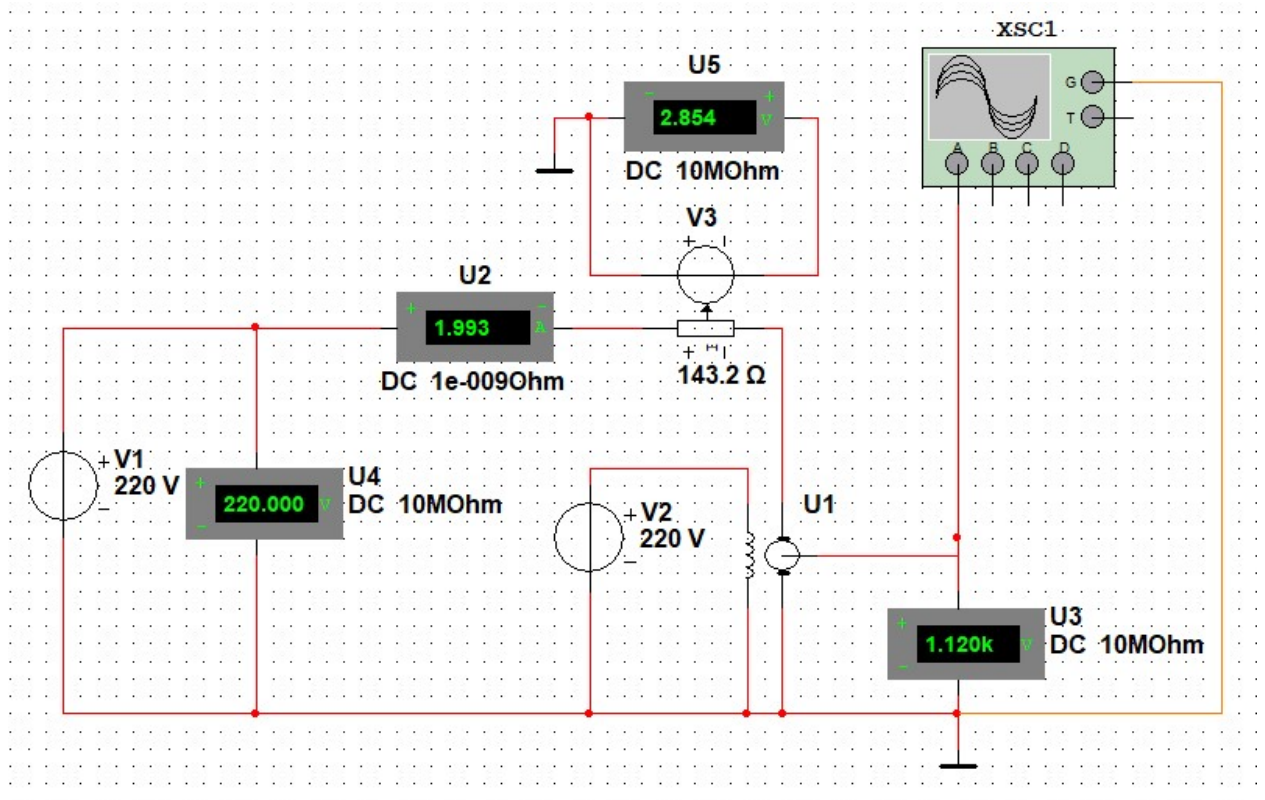 XSC1
G
T
A B C D
U5
- +
2.854 V
DC 10MOhm
V3
+ -
U2
+ -
1.993 A
DC 1e-009Ohm
+ -
143.2 Ω
+ V1
220 V
-
+
220.000 V
-
U4
DC 10MOhm
+ V2
220 V
-
U1
+
1.120k V
-
U3
DC 10MOhm